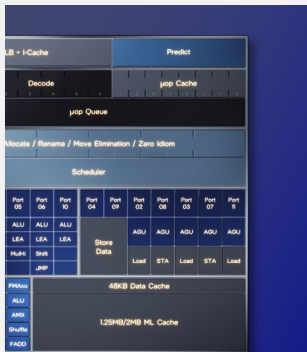 LB + I-Cache
Predict
Decode
μop Cache
μop Queue
Allocate / Rename / Move Elimination / Zero Idiom
Scheduler
Port 05
Port 06
Port 10
Port 04
Port 09
Port 02
Port 08
Port 03
Port 07
Port 11
ALU
ALU
ALU
LEA
LEA
LEA
Store Data
AGU
AGU
AGU
AGU
MulHi
Shift
JMP
Load
STA
Load
STA
Load
FMA512
48KB Data Cache
ALU
AMX
1.25MB/2MB ML Cache
Shuffle
FADD